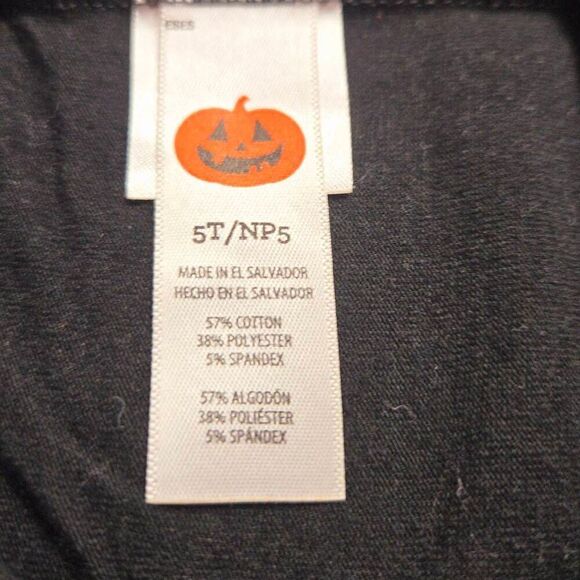 5T/NP5
MADE IN EL SALVADOR
HECHO EN EL SALVADOR
57% COTTON
38% POLYESTER
5% SPANDEX
57% ALGODÓN
38% POLIÉSTER
5% SPÁNDEX